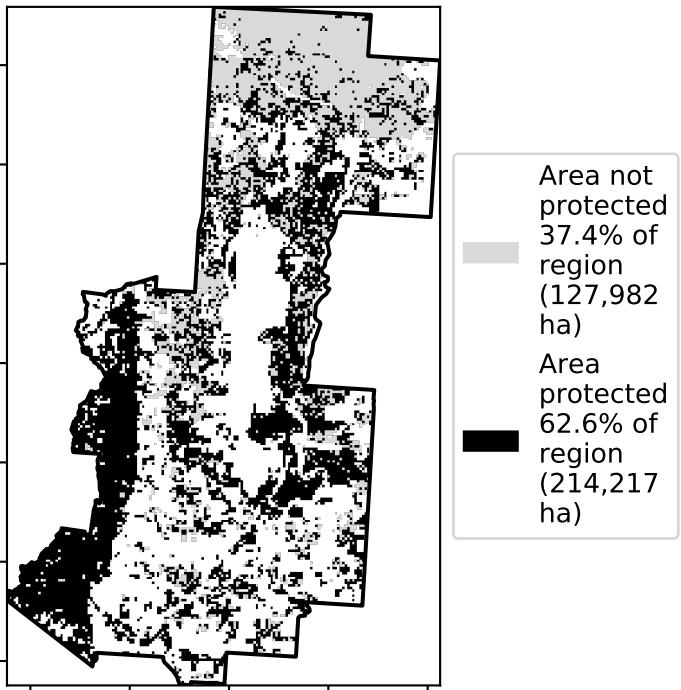 Area not
protected
37.4% of
region
(127,982
ha)
Area
protected
62.6% of
region
(214,217
ha)